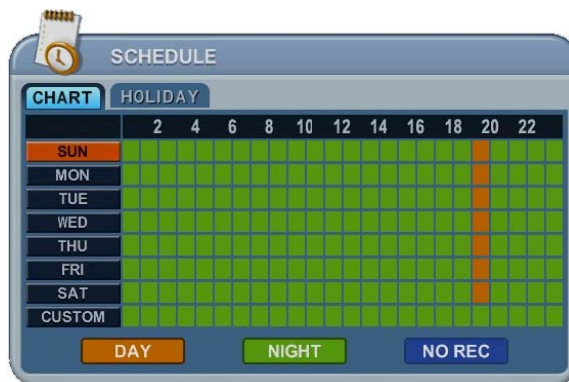 SCHEDULE
CHART HOLIDAY
2 4 6 8 10 12 14 16 18 20 22
SUN
MON
TUE
WED
THU
FRI
SAT
CUSTOM
DAY NIGHT NO REC